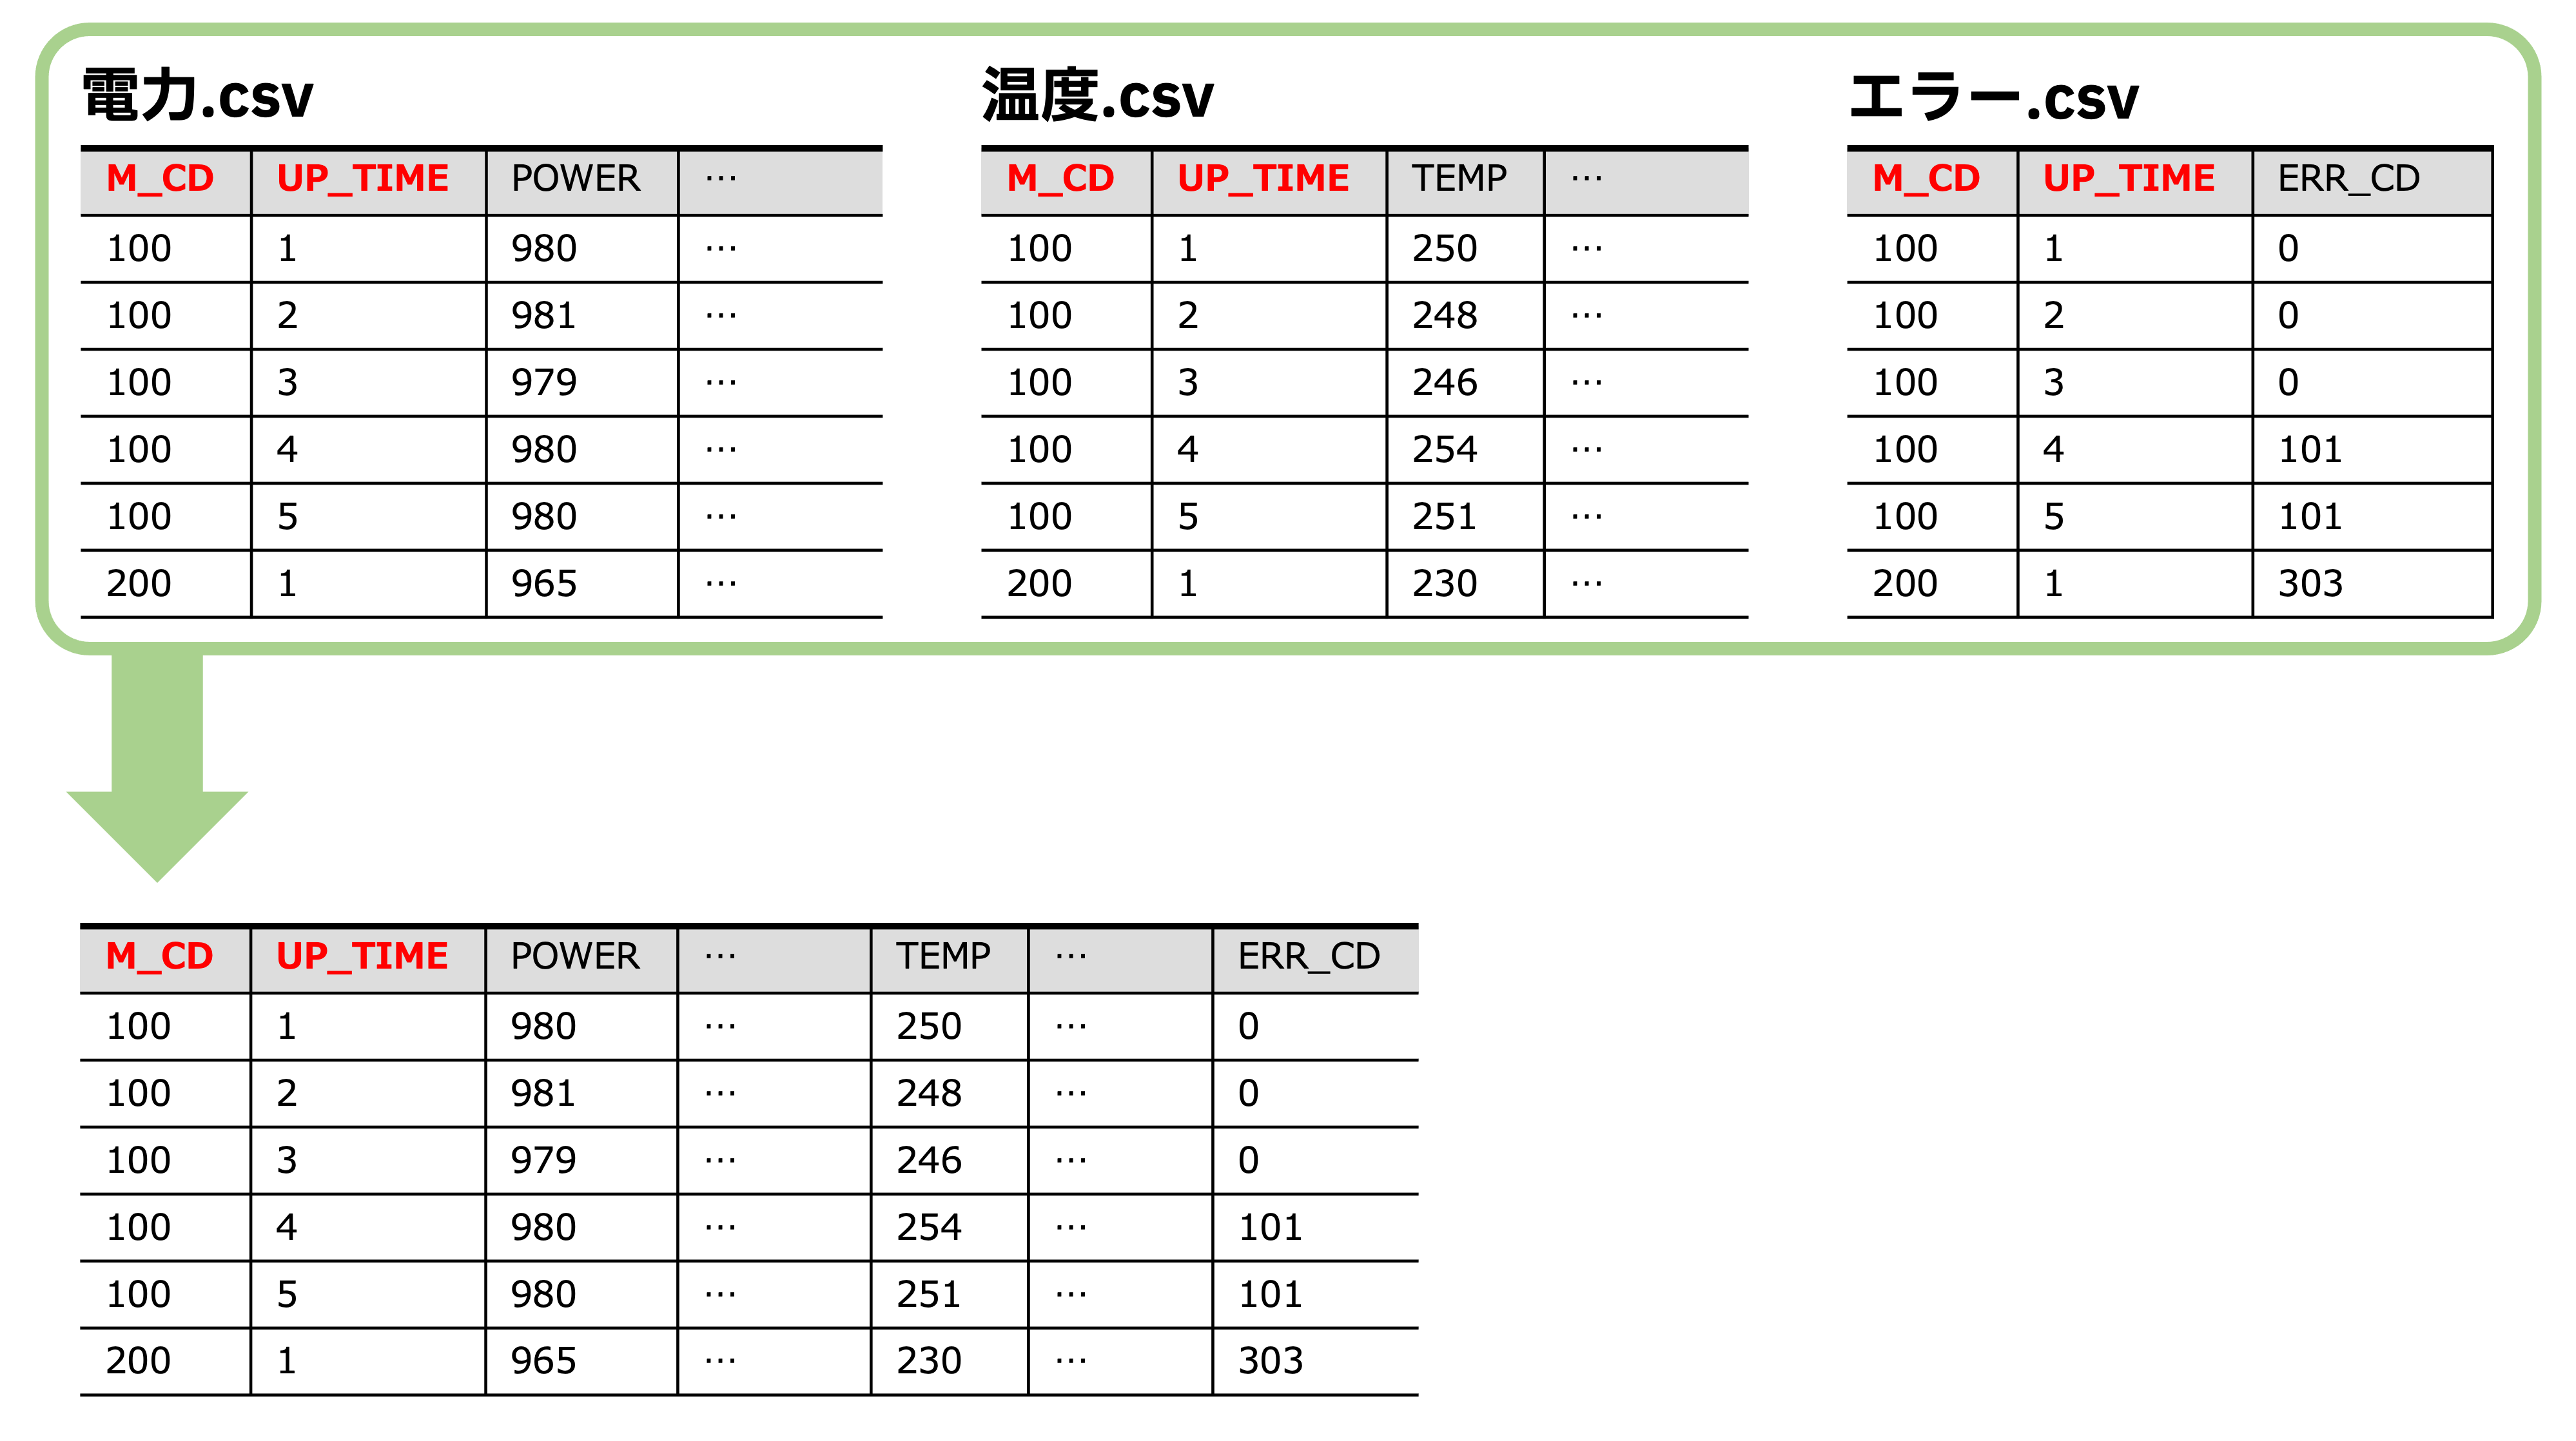 電力.csv
M_CD UP_TIME POWER …
100 1 980 …
100 2 981 …
100 3 979 …
100 4 980 …
100 5 980 …
200 1 965 …
温度.csv
M_CD UP_TIME TEMP …
100 1 250 …
100 2 248 …
100 3 246 …
100 4 254 …
100 5 251 …
200 1 230 …
エラー.csv
M_CD UP_TIME ERR_CD
100 1 0
100 2 0
100 3 0
100 4 101
100 5 101
200 1 303
M_CD UP_TIME POWER … TEMP … ERR_CD
100 1 980 … 250 … 0
100 2 981 … 248 … 0
100 3 979 … 246 … 0
100 4 980 … 254 … 101
100 5 980 … 251 … 101
200 1 965 … 230 … 303